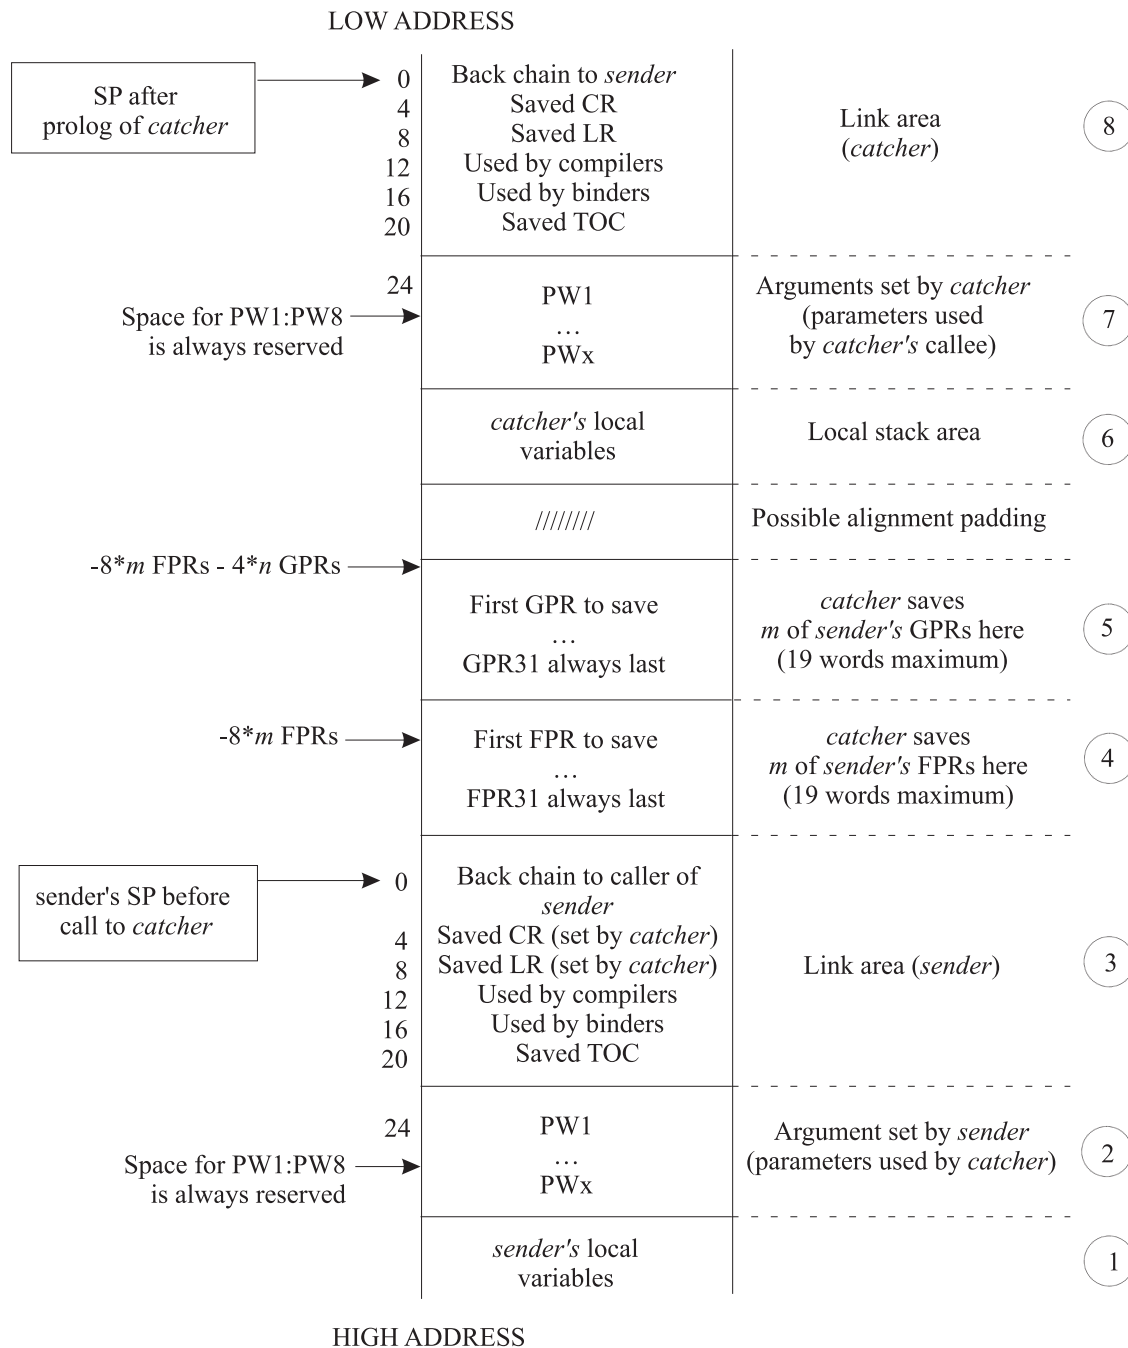 LOW ADDRESS
SP after
prolog of catcher
0
Back chain to sender
4
Saved CR
8
Saved LR
12
Used by compilers
16
Used by binders
20
Saved TOC
Link area
(catcher)
8
24
Space for PW1:PW8
is always reserved
PW1
...
PWx
Arguments set by catcher
(parameters used
by catcher's callee)
7
catcher's local
variables
Local stack area
6
////////
Possible alignment padding
-8*m FPRs - 4*n GPRs
First GPR to save
...
GPR31 always last
catcher saves
m of sender's GPRs here
(19 words maximum)
5
-8*m FPRs
First FPR to save
...
FPR31 always last
catcher saves
m of sender's FPRs here
(19 words maximum)
4
sender's SP before
call to catcher
0
Back chain to caller of
sender
4
Saved CR (set by catcher)
8
Saved LR (set by catcher)
12
Used by compilers
16
Used by binders
20
Saved TOC
Link area (sender)
3
24
Space for PW1:PW8
is always reserved
PW1
...
PWx
Argument set by sender
(parameters used by catcher)
2
sender's local
variables
1
HIGH ADDRESS